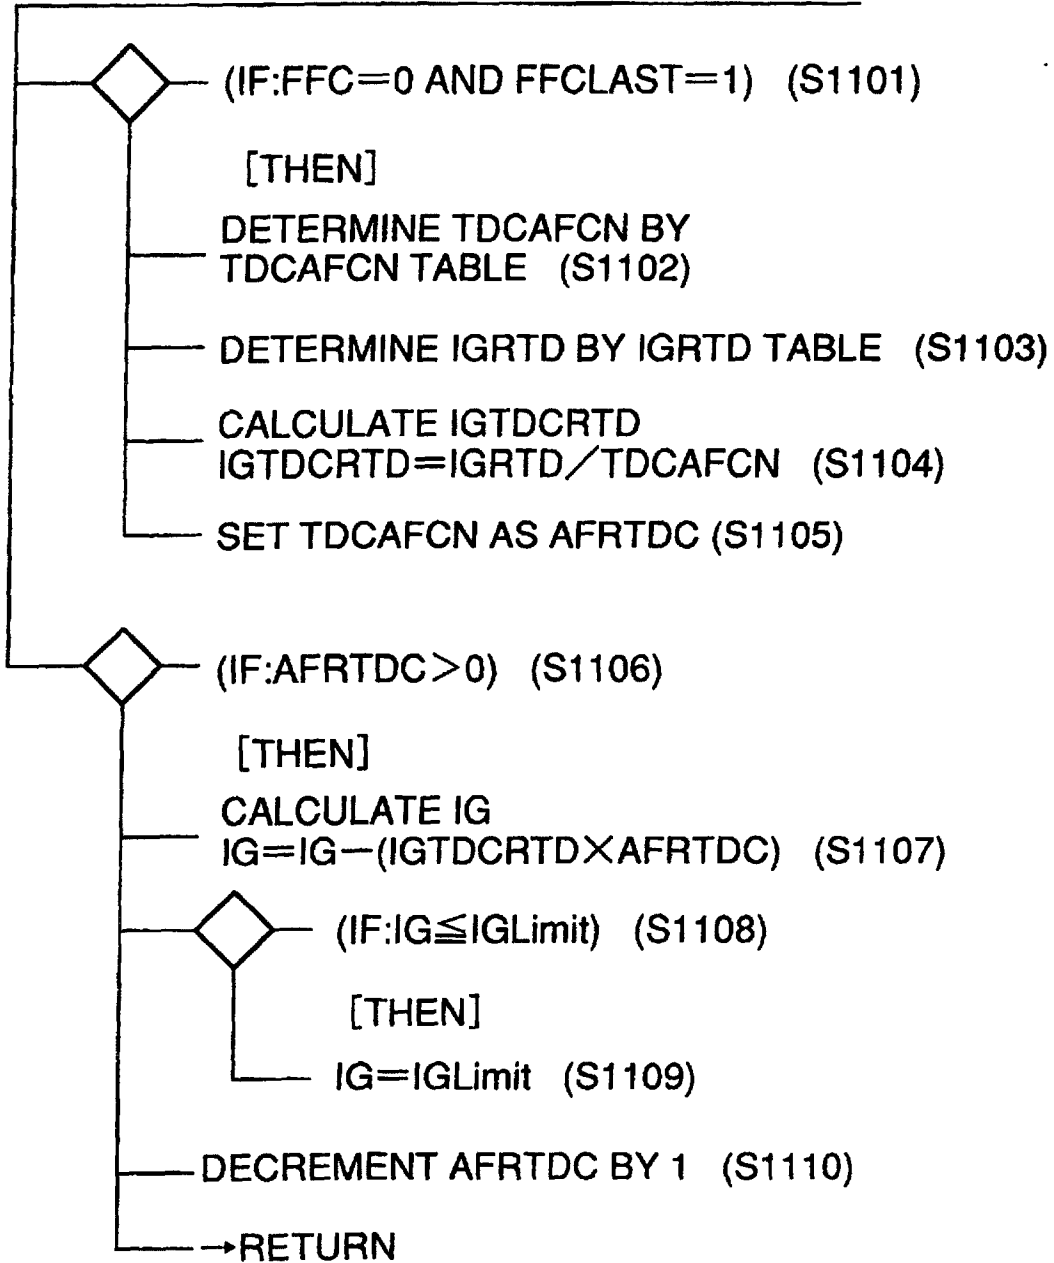 (IF:FFC=0 AND FFCLAST=1) (S1101)
[THEN]
DETERMINE TDCAFCN BY
TDCAFCN TABLE (S1102)
DETERMINE IGRTD BY IGRTD TABLE (S1103)
CALCULATE IGTDCRTD
IGTDCRTD=IGRTD/TDCAFCN (S1104)
SET TDCAFCN AS AFRTDC (S1105)
(IF:AFRTDC>0) (S1106)
[THEN]
CALCULATE IG
IG=IG−(IGTDCRTD×AFRTDC) (S1107)
(IF:IG≦IGLimit) (S1108)
[THEN]
IG=IGLimit (S1109)
DECREMENT AFRTDC BY 1 (S1110)
→RETURN